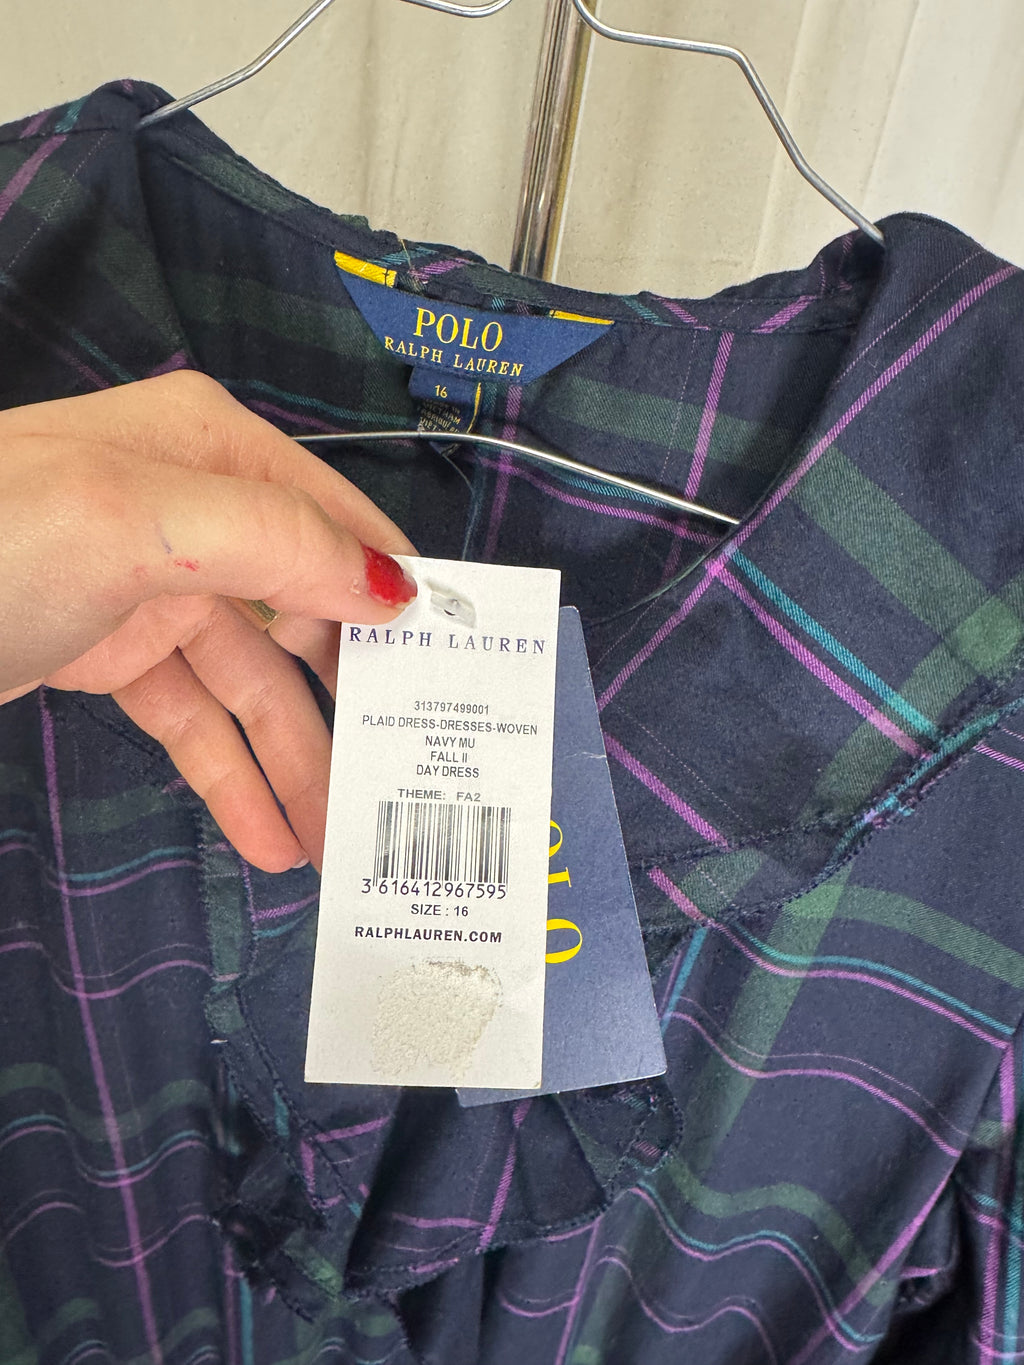 POLO
RALPH LAUREN
16
RALPH LAUREN
313797499001
PLAID DRESS-DRESSES-WOVEN
NAVY MU
FALL II
DAY DRESS
THEME: FA2
3 616412 967595
SIZE : 16
RALPHLAUREN.COM
OLO